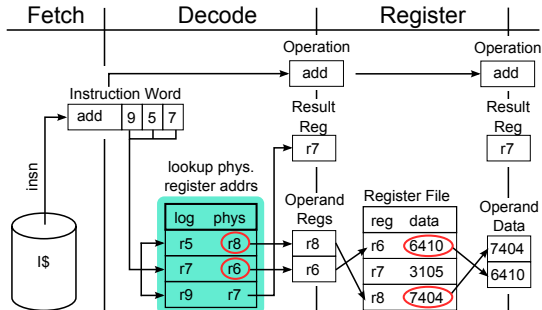 Fetch Decode Register
Operation
Operation
add
add
Instruction Word
add 9 5 7
Result
Reg
r7
Result
Reg
r7
insn
lookup phys.
register addrs
log phys
r5 r8
r7 r6
r9 r7
Operand
Regs
r8
r6
Register File
reg data
r6 6410
r7 3105
r8 7404
Operand
Data
7404
6410
I$